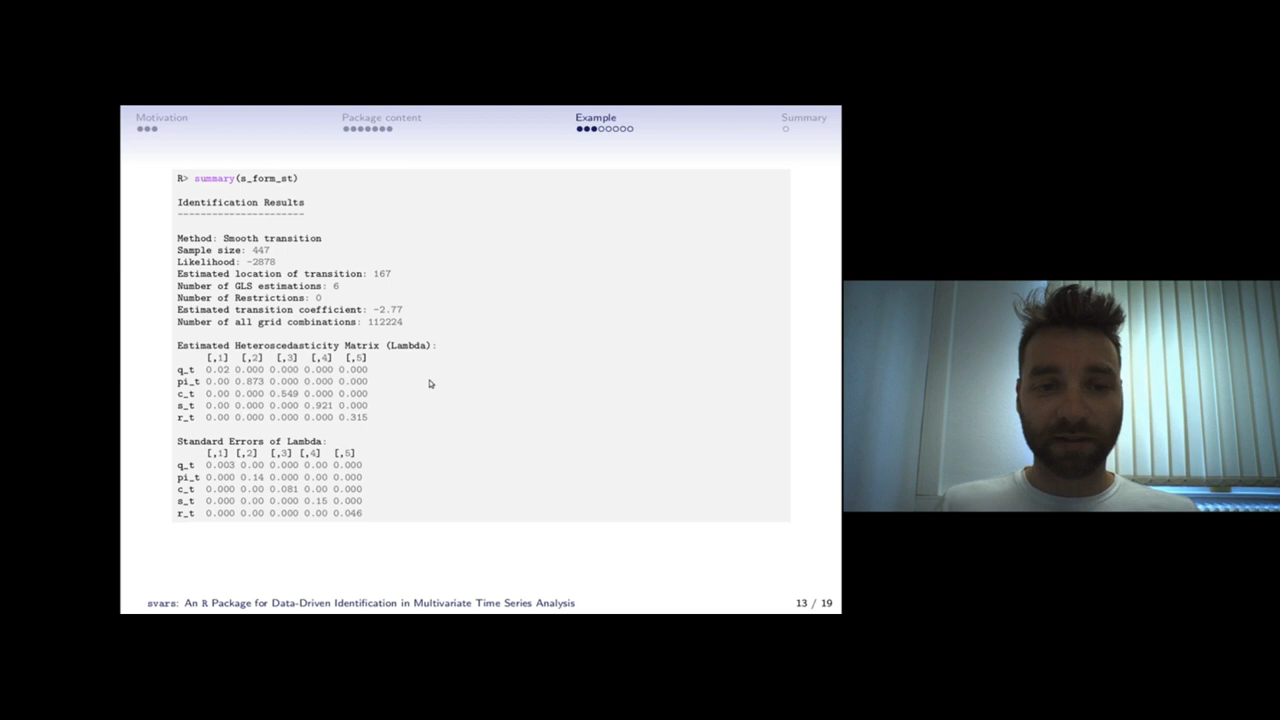 Motivation Package content Example Summary
R> summary(s_form_st)
Identification Results
----------------------
Method: Smooth transition
Sample size: 447
Likelihood: -2878
Estimated location of transition: 167
Number of GLS estimations: 6
Number of Restrictions: 0
Estimated transition coefficient: -2.77
Number of all grid combinations: 112224
Estimated Heteroscedasticity Matrix (Lambda):
[,1] [,2] [,3] [,4] [,5]
q_t 0.02 0.000 0.000 0.000 0.000
pi_t 0.00 0.873 0.000 0.000 0.000
c_t 0.00 0.000 0.549 0.000 0.000
s_t 0.00 0.000 0.000 0.921 0.000
r_t 0.00 0.000 0.000 0.000 0.315
Standard Errors of Lambda:
[,1] [,2] [,3] [,4] [,5]
q_t 0.003 0.00 0.000 0.00 0.000
pi_t 0.000 0.14 0.000 0.00 0.000
c_t 0.000 0.00 0.081 0.00 0.000
s_t 0.000 0.00 0.000 0.15 0.000
r_t 0.000 0.00 0.000 0.00 0.046
svars: An R Package for Data-Driven Identification in Multivariate Time Series Analysis 13 / 19